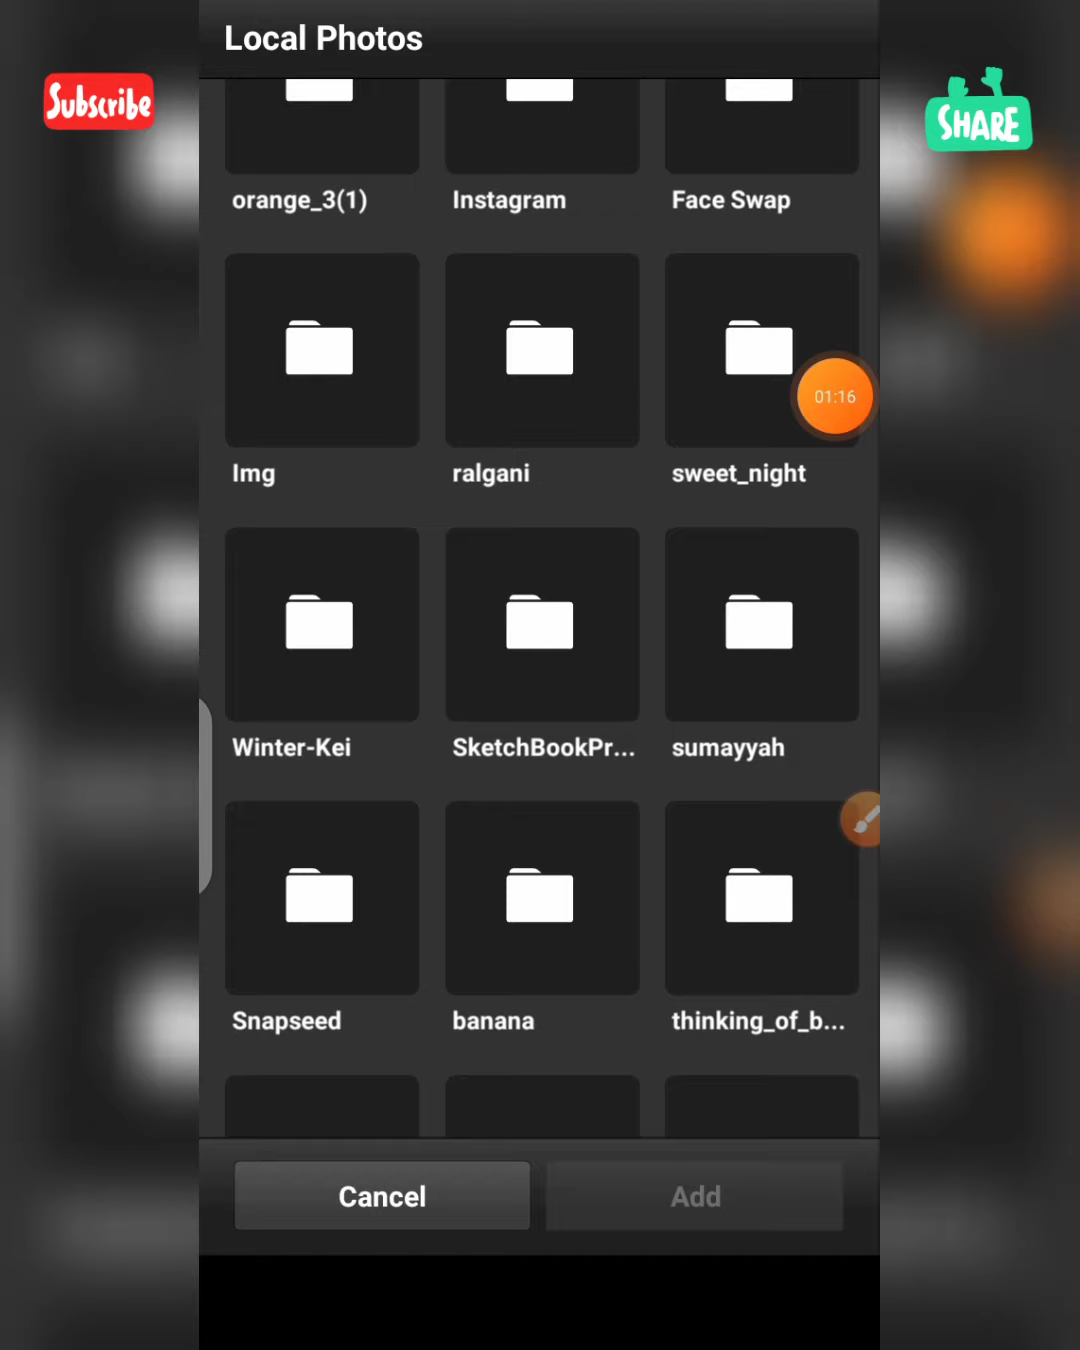 Local Photos
Subscribe
SHARE
orange_3(1)
Instagram
Face Swap
01:16
Img
ralgani
sweet_night
Winter-Kei
SketchBookPr...
sumayyah
Snapseed
banana
thinking_of_b...
Cancel
Add